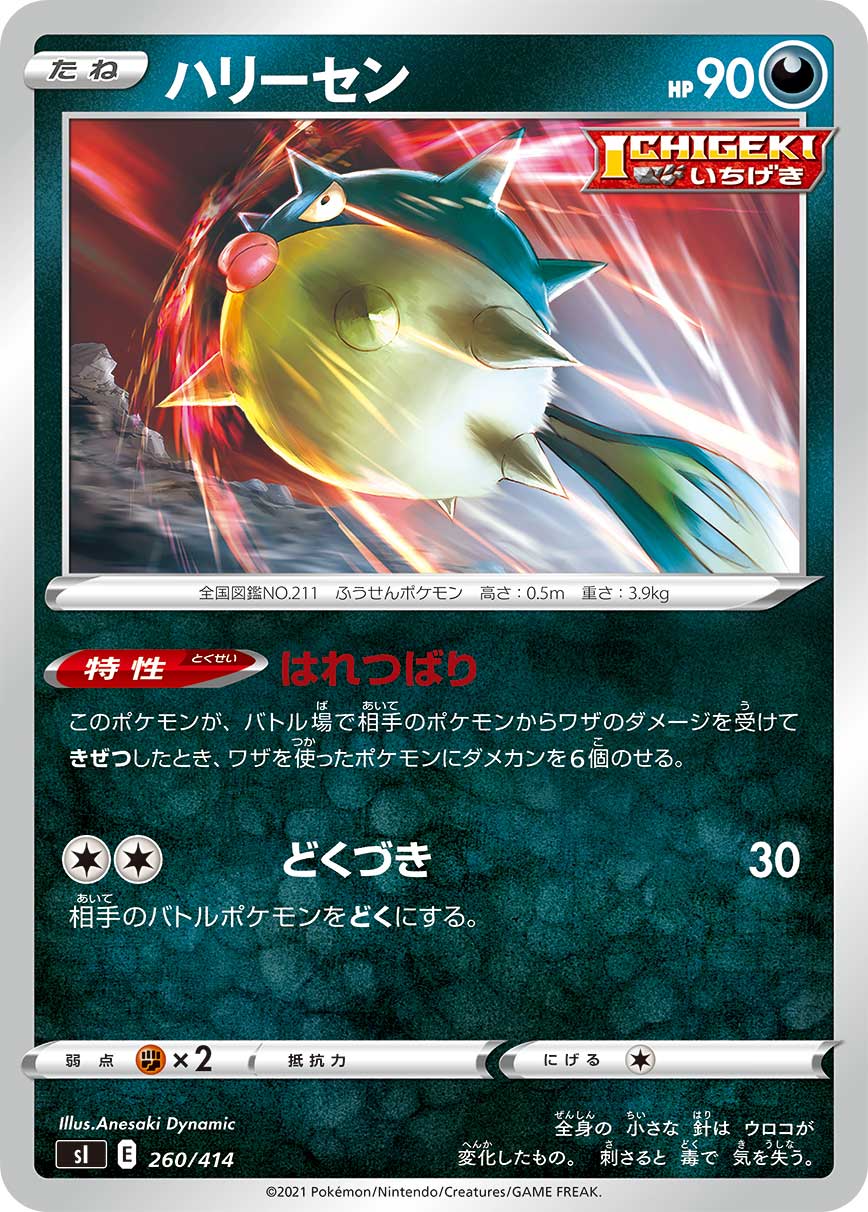 たね ハリーセン HP 90
ICHIGEKI
いちげき
全国図鑑NO.211 ふうせんポケモン 高さ:0.5m 重さ:3.9kg
特性 とくせい はれつばり
このポケモンが、バトル場で相手のポケモンからワザのダメージを受けて
きぜつしたとき、ワザを使ったポケモンにダメカンを6個のせる。
どくづき 30
相手のバトルポケモンをどくにする。
弱点 ×2 抵抗力 にげる
Illus.Anesaki Dynamic
全身の 小さな 針は ウロコが
変化したもの。刺さると 毒で 気を失う。
sI E 260/414
©2021 Pokémon/Nintendo/Creatures/GAME FREAK.